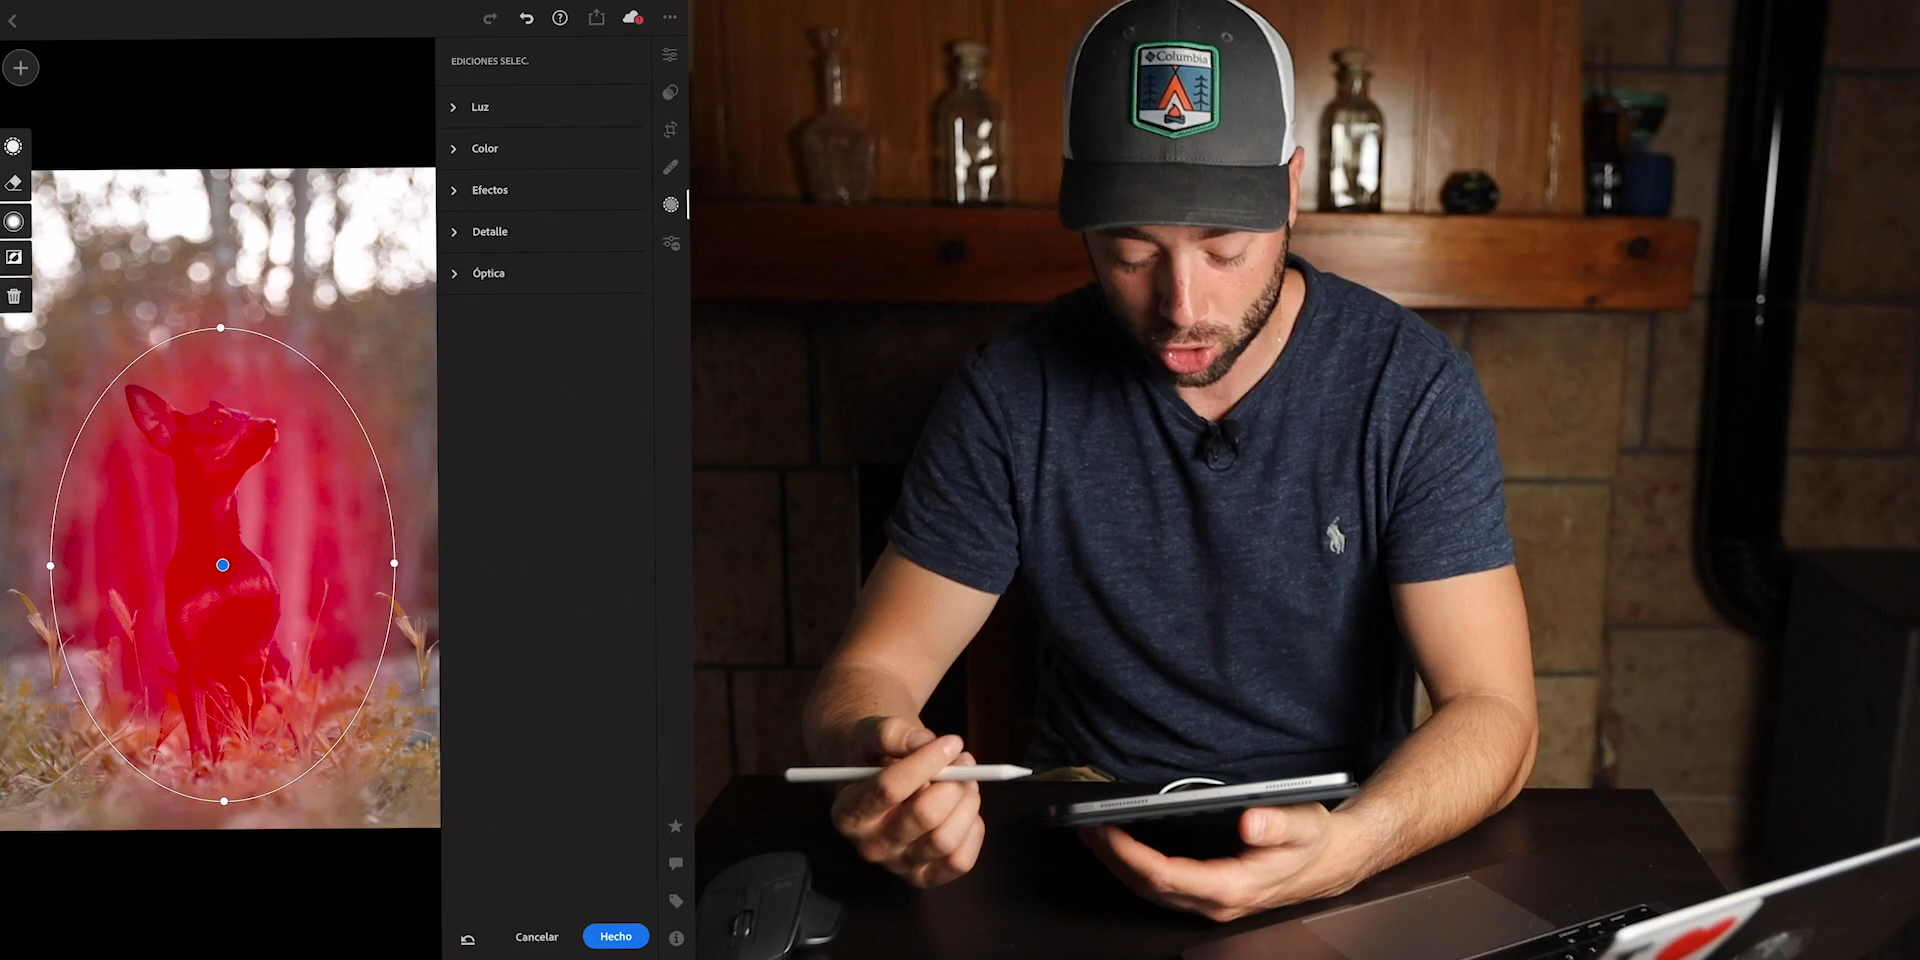 EDICIONES SELEC.
Luz
Color
Efectos
Detalle
Óptica
Cancelar
Hecho
Columbia